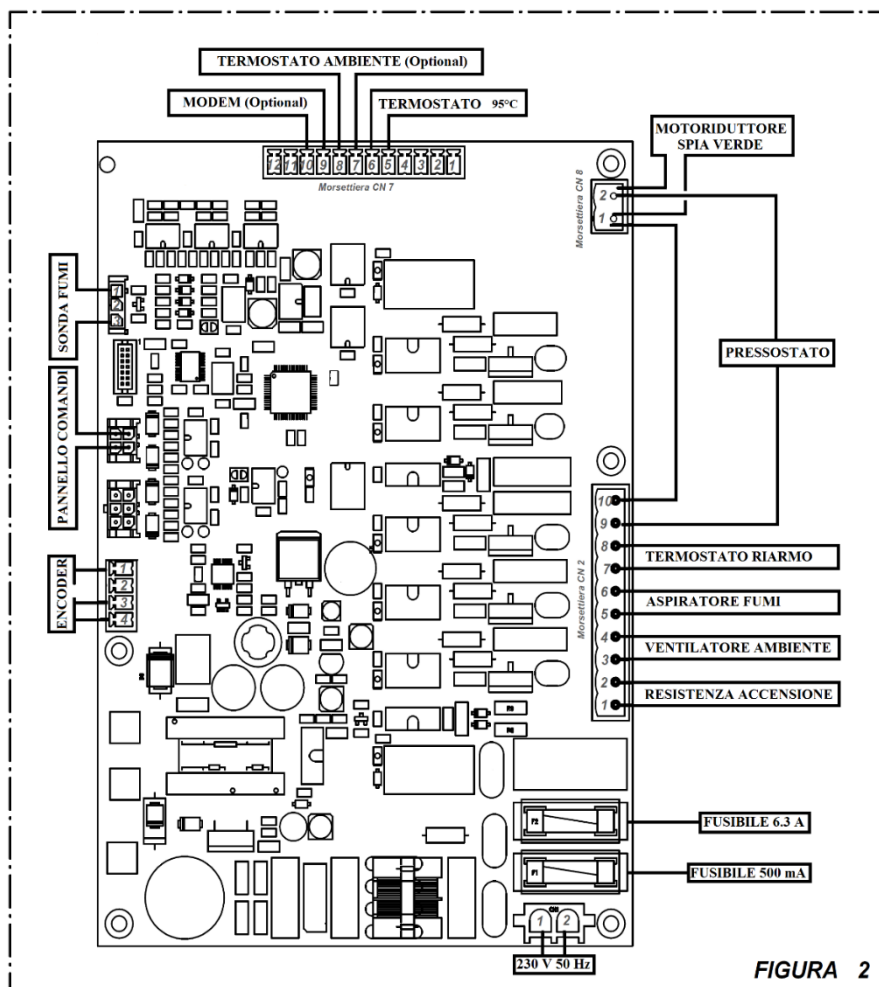 TERMOSTATO AMBIENTE (Optional)
MODEM (Optional)
TERMOSTATO 95°C
MOTORIDUTTORE
SPIA VERDE
12 11 10 9 8 7 6 5 4 3 2 1
Morsettiera CN 7
2
1
Morsettiera CN 8
SONDA FUMI
1
2
3
PRESSOSTATO
PANNELLO COMANDI
ENCODER
1
2
3
4
Morsettiera CN 2
10
9
8
7
6
5
4
3
2
1
TERMOSTATO RIARMO
ASPIRATORE FUMI
VENTILATORE AMBIENTE
RESISTENZA ACCENSIONE
F2
FUSIBILE 6.3 A
F1
FUSIBILE 500 mA
1 2
230 V 50 Hz
FIGURA 2